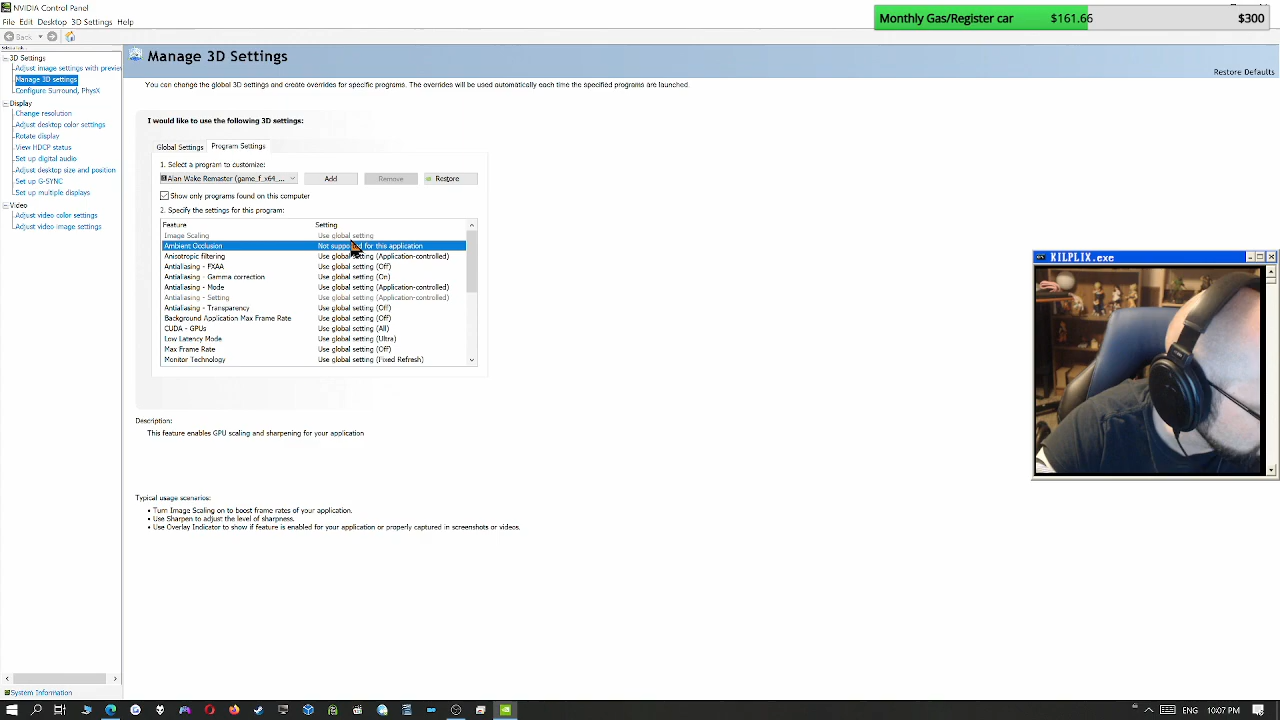 NVIDIA Control Panel
File Edit Desktop 3D Settings Help
Monthly Gas/Register car $161.66 $300
Back
3D Settings
Adjust image settings with previe
Manage 3D settings
Configure Surround, PhysX
Display
Change resolution
Adjust desktop color settings
Rotate display
View HDCP status
Set up digital audio
Adjust desktop size and position
Set up G-SYNC
Set up multiple displays
Video
Adjust video color settings
Adjust video image settings
System Information
Manage 3D Settings
Restore Defaults
You can change the global 3D settings and create overrides for specific programs. The overrides will be used automatically each time the specified programs are launched.
I would like to use the following 3D settings:
Global Settings Program Settings
1. Select a program to customize:
Alan Wake Remaster (game_f_x64_... Add Remove Restore
Show only programs found on this computer
2. Specify the settings for this program:
Feature Setting
Image Scaling Use global setting
Ambient Occlusion Not supported for this application
Anisotropic filtering Use global setting (Application-controlled)
Antialiasing - FXAA Use global setting (Off)
Antialiasing - Gamma correction Use global setting (On)
Antialiasing - Mode Use global setting (Application-controlled)
Antialiasing - Setting Use global setting (Application-controlled)
Antialiasing - Transparency Use global setting (Off)
Background Application Max Frame Rate Use global setting (Off)
CUDA - GPUs Use global setting (All)
Low Latency Mode Use global setting (Ultra)
Max Frame Rate Use global setting (Off)
Monitor Technology Use global setting (Fixed Refresh)
Description:
This feature enables GPU scaling and sharpening for your application
Typical usage scenarios:
• Turn Image Scaling on to boost frame rates of your application.
• Use Sharpen to adjust the level of sharpness.
• Use Overlay Indicator to show if feature is enabled for your application or properly captured in screenshots or videos.
KILPLIX.exe
ENG 10:07 PM